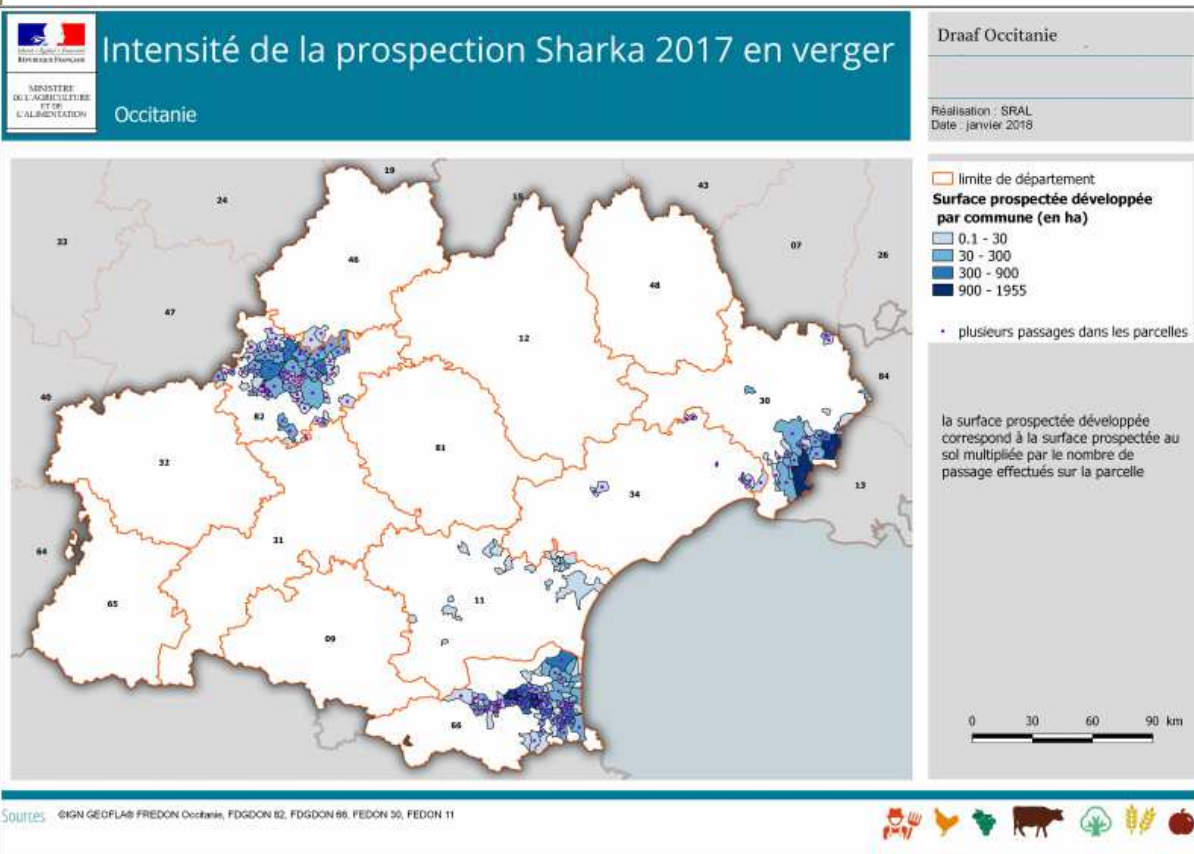 Liberté • Égalité • Fraternité
RÉPUBLIQUE FRANÇAISE
MINISTÈRE
DE L'AGRICULTURE
ET DE
L'ALIMENTATION
Intensité de la prospection Sharka 2017 en verger
Occitanie
Draaf Occitanie
Réalisation : SRAL
Date : janvier 2018
limite de département
Surface prospectée développée
par commune (en ha)
0.1 - 30
30 - 300
300 - 900
900 - 1955
plusieurs passages dans les parcelles
la surface prospectée développée
correspond à la surface prospectée au
sol multipliée par le nombre de
passage effectués sur la parcelle
19
24
15
43
33
46
07
26
48
47
12
40
82
30
84
32
81
34
13
31
64
65
11
09
66
0 30 60 90 km
Sources ©IGN GEOFLA® FREDON Occitanie, FDGDON 82, FDGDON 66, FEDON 30, FEDON 11